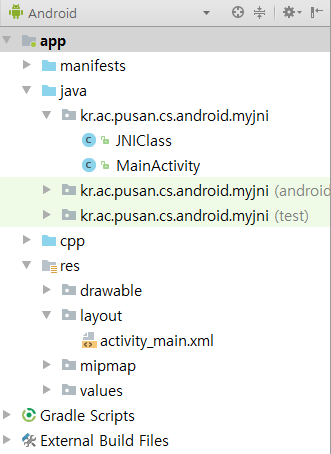 Android
app
manifests
java
kr.ac.pusan.cs.android.myjni
JNIClass
MainActivity
kr.ac.pusan.cs.android.myjni (android
kr.ac.pusan.cs.android.myjni (test)
cpp
res
drawable
layout
activity_main.xml
mipmap
values
Gradle Scripts
External Build Files